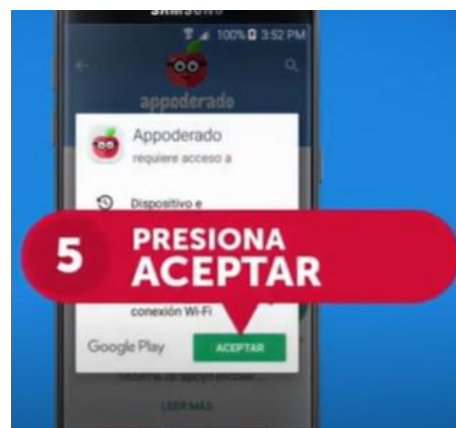 SAMSUNG
100% 3:52 PM
appoderado
Appoderado
requiere acceso a
Dispositivo e
5 PRESIONA
ACEPTAR
conexión Wi-Fi
Google Play ACEPTAR
LEER MÁS